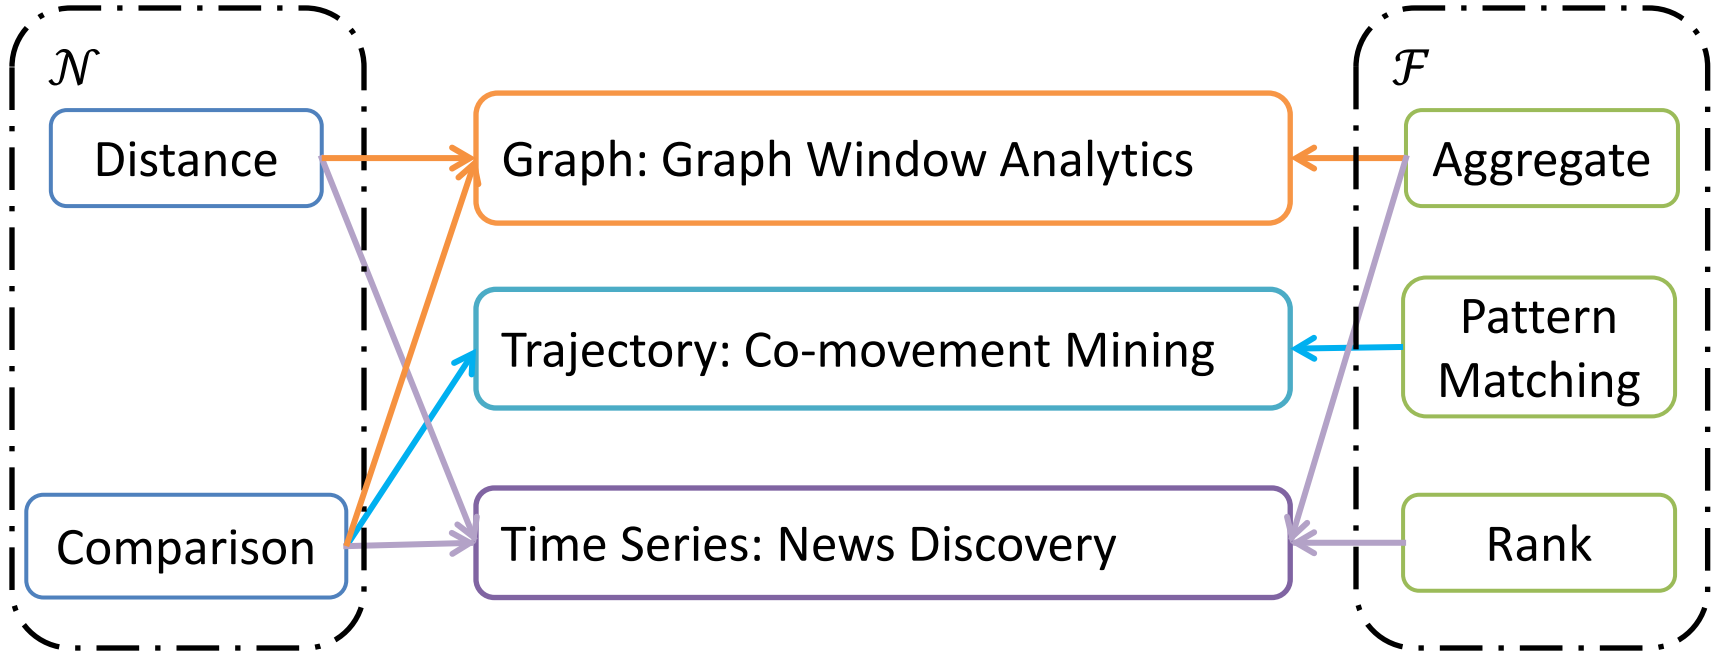 𝒩
Distance
Comparison
Graph: Graph Window Analytics
Trajectory: Co-movement Mining
Time Series: News Discovery
ℱ
Aggregate
Pattern
Matching
Rank